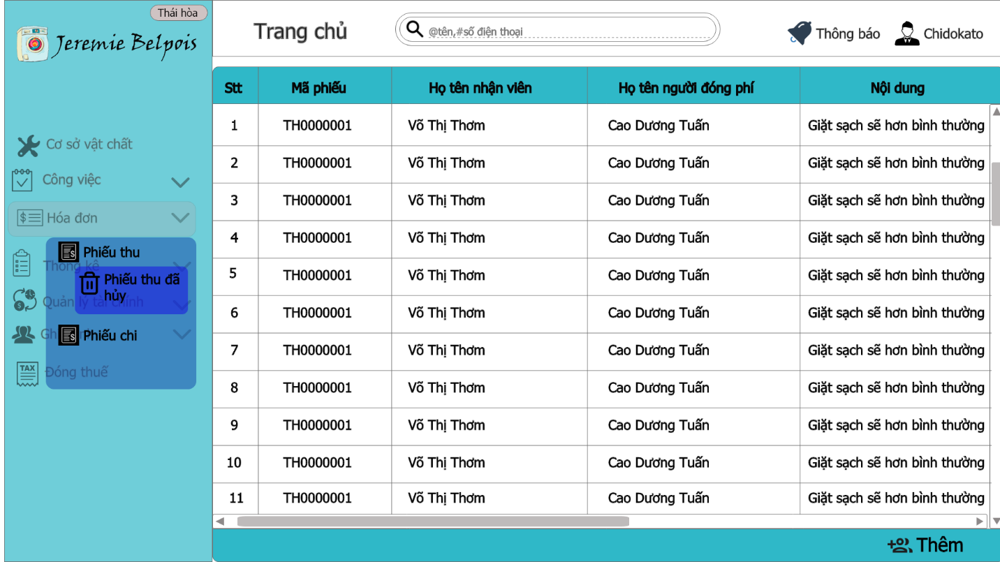 Thái hòa
Jeremie Belpois
Trang chủ
@tên,#số điện thoại
Thông báo
Chidokato
Cơ sở vật chất
Công việc
$ Hóa đơn
Phiếu thu
Thống kê
Phiếu thu đã
hủy
Quản lý tài chính
Phiếu chi
TAX
Đóng thuế
Stt Mã phiếu Họ tên nhận viên Họ tên người đóng phí Nội dung
1 TH0000001 Võ Thị Thơm Cao Dương Tuấn Giặt sạch sẽ hơn bình thường
2 TH0000001 Võ Thị Thơm Cao Dương Tuấn Giặt sạch sẽ hơn bình thường
3 TH0000001 Võ Thị Thơm Cao Dương Tuấn Giặt sạch sẽ hơn bình thường
4 TH0000001 Võ Thị Thơm Cao Dương Tuấn Giặt sạch sẽ hơn bình thường
5 TH0000001 Võ Thị Thơm Cao Dương Tuấn Giặt sạch sẽ hơn bình thường
6 TH0000001 Võ Thị Thơm Cao Dương Tuấn Giặt sạch sẽ hơn bình thường
7 TH0000001 Võ Thị Thơm Cao Dương Tuấn Giặt sạch sẽ hơn bình thường
8 TH0000001 Võ Thị Thơm Cao Dương Tuấn Giặt sạch sẽ hơn bình thường
9 TH0000001 Võ Thị Thơm Cao Dương Tuấn Giặt sạch sẽ hơn bình thường
10 TH0000001 Võ Thị Thơm Cao Dương Tuấn Giặt sạch sẽ hơn bình thường
11 TH0000001 Võ Thị Thơm Cao Dương Tuấn Giặt sạch sẽ hơn bình thường
Thêm